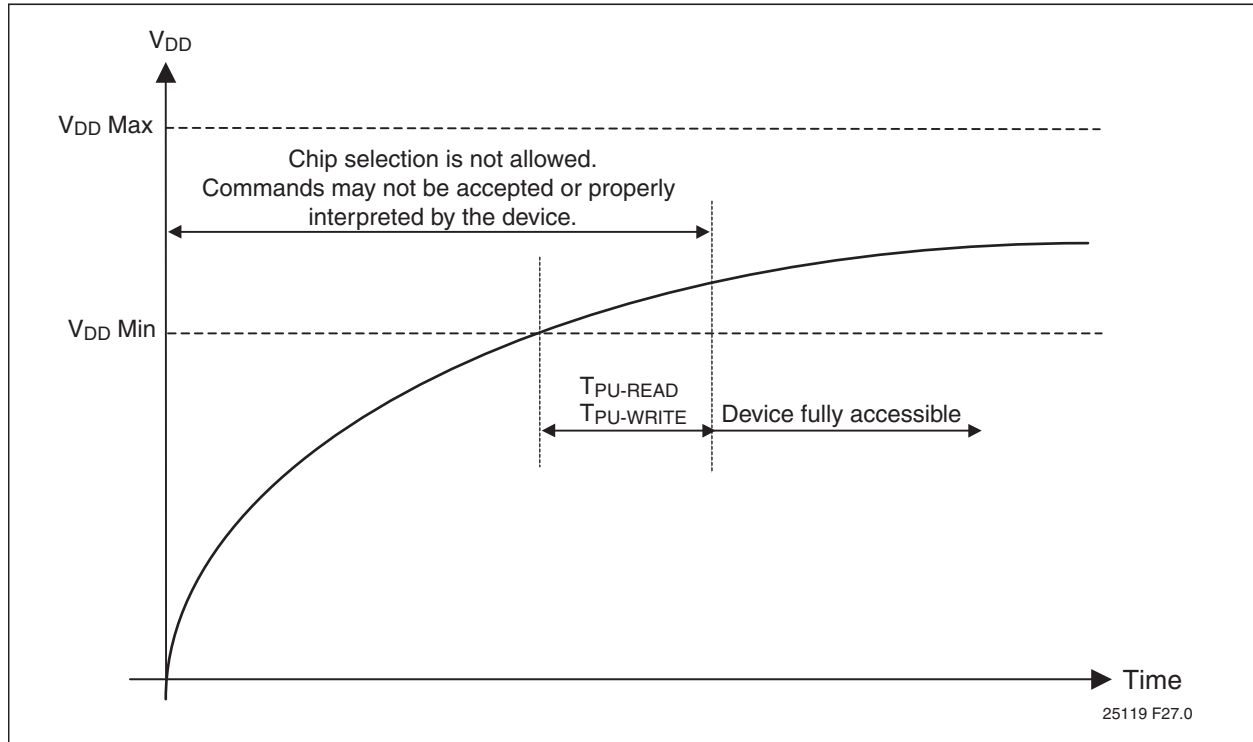 VDD
VDD Max
Chip selection is not allowed.
Commands may not be accepted or properly
interpreted by the device.
VDD Min
TPU-READ
TPU-WRITE
Device fully accessible
Time
25119 F27.0